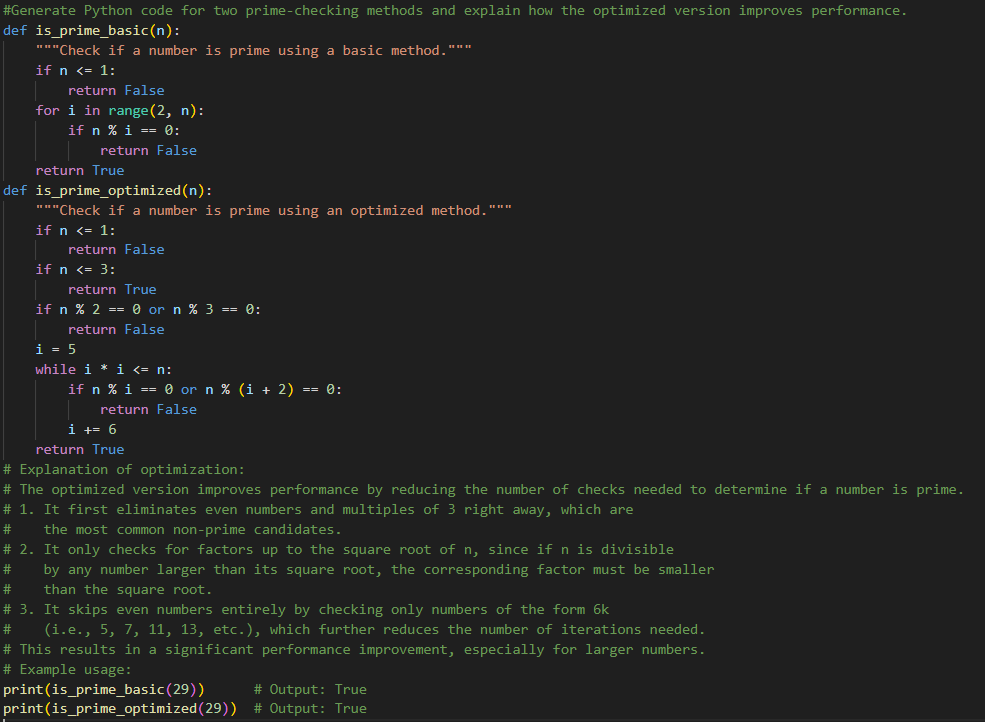 #Generate Python code for two prime-checking methods and explain how the optimized version improves performance.
def is_prime_basic(n):
    """Check if a number is prime using a basic method."""
    if n <= 1:
        return False
    for i in range(2, n):
        if n % i == 0:
            return False
    return True
def is_prime_optimized(n):
    """Check if a number is prime using an optimized method."""
    if n <= 1:
        return False
    if n <= 3:
        return True
    if n % 2 == 0 or n % 3 == 0:
        return False
    i = 5
    while i * i <= n:
        if n % i == 0 or n % (i + 2) == 0:
            return False
        i += 6
    return True
# Explanation of optimization:
# The optimized version improves performance by reducing the number of checks needed to determine if a number is prime.
# 1. It first eliminates even numbers and multiples of 3 right away, which are
#    the most common non-prime candidates.
# 2. It only checks for factors up to the square root of n, since if n is divisible
#    by any number larger than its square root, the corresponding factor must be smaller
#    than the square root.
# 3. It skips even numbers entirely by checking only numbers of the form 6k
#    (i.e., 5, 7, 11, 13, etc.), which further reduces the number of iterations needed.
# This results in a significant performance improvement, especially for larger numbers.
# Example usage:
print(is_prime_basic(29))      # Output: True
print(is_prime_optimized(29))  # Output: True